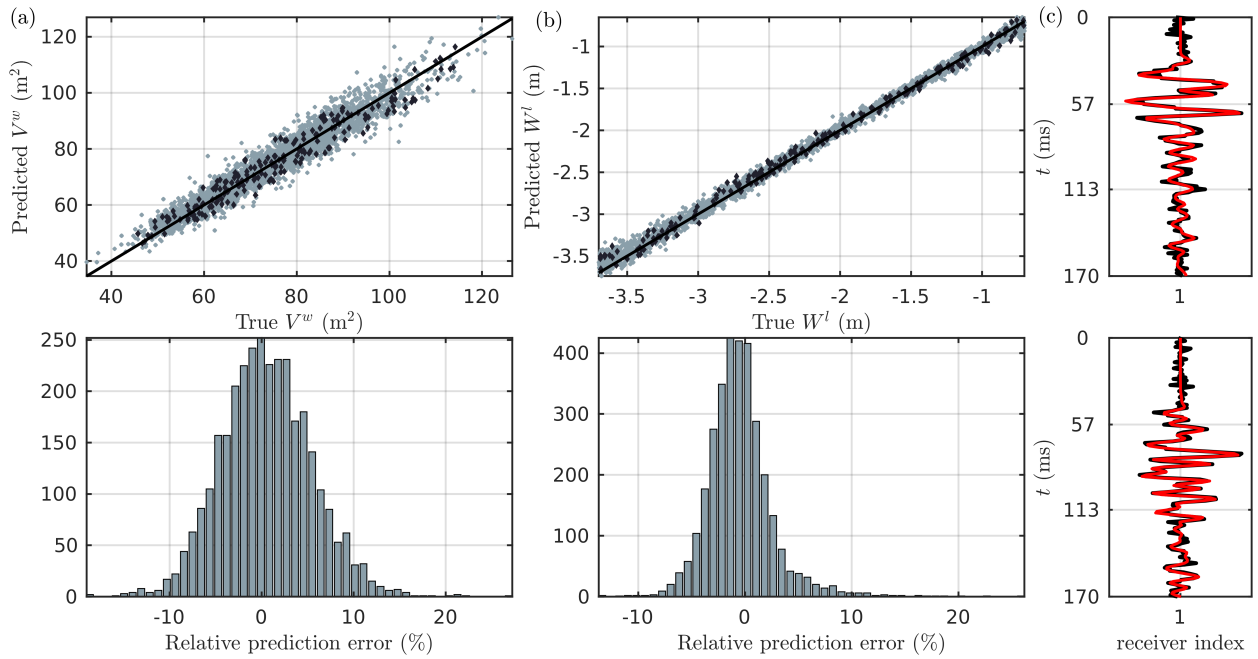 (a)
120
100
80
60
40
Predicted V^w (m²)
40 60 80 100 120
True V^w (m²)
(b)
-1
-1.5
-2
-2.5
-3
-3.5
Predicted W^l (m)
-3.5 -3 -2.5 -2 -1.5 -1
True W^l (m)
(c)
0
57
113
170
t (ms)
1
250
200
150
100
50
0
-10 0 10 20
Relative prediction error (%)
400
300
200
100
0
-10 0 10 20
Relative prediction error (%)
0
57
113
170
t (ms)
1
receiver index